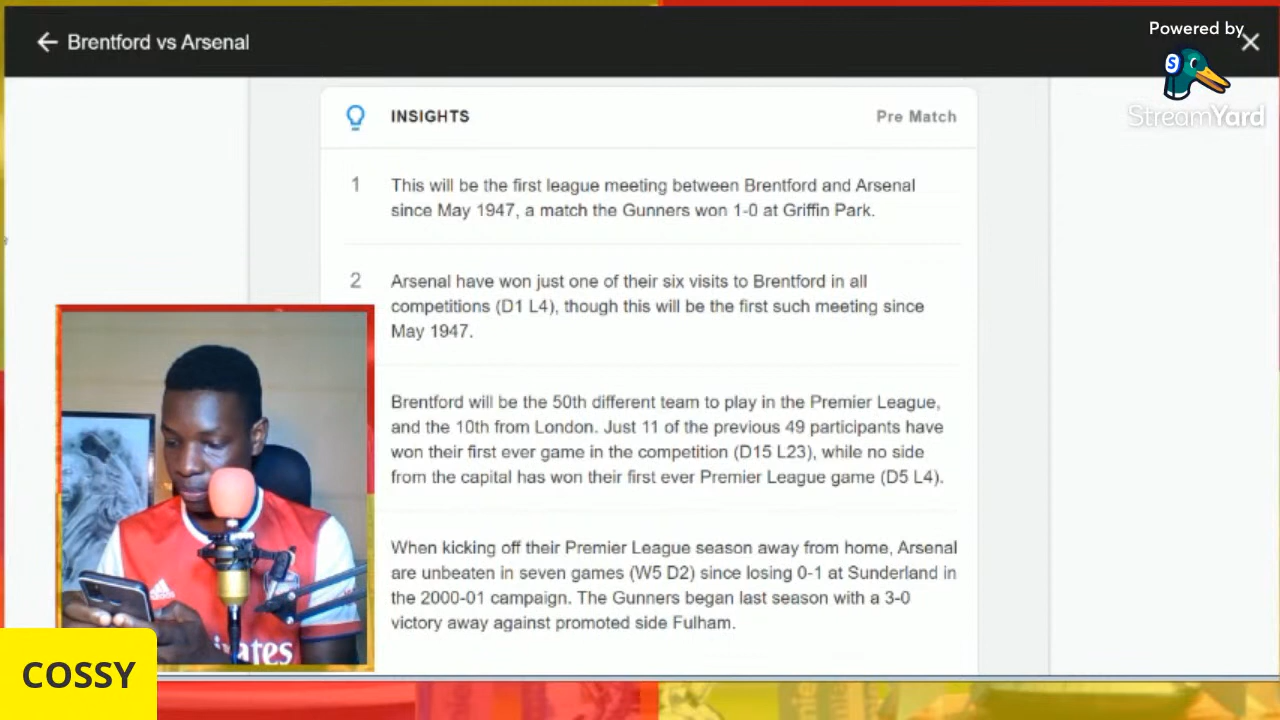 Brentford vs Arsenal
Powered by
StreamYard
INSIGHTS
Pre Match
1
This will be the first league meeting between Brentford and Arsenal
since May 1947, a match the Gunners won 1-0 at Griffin Park.
2
Arsenal have won just one of their six visits to Brentford in all
competitions (D1 L4), though this will be the first such meeting since
May 1947.
Brentford will be the 50th different team to play in the Premier League,
and the 10th from London. Just 11 of the previous 49 participants have
won their first ever game in the competition (D15 L23), while no side
from the capital has won their first ever Premier League game (D5 L4).
When kicking off their Premier League season away from home, Arsenal
are unbeaten in seven games (W5 D2) since losing 0-1 at Sunderland in
the 2000-01 campaign. The Gunners began last season with a 3-0
victory away against promoted side Fulham.
COSSY